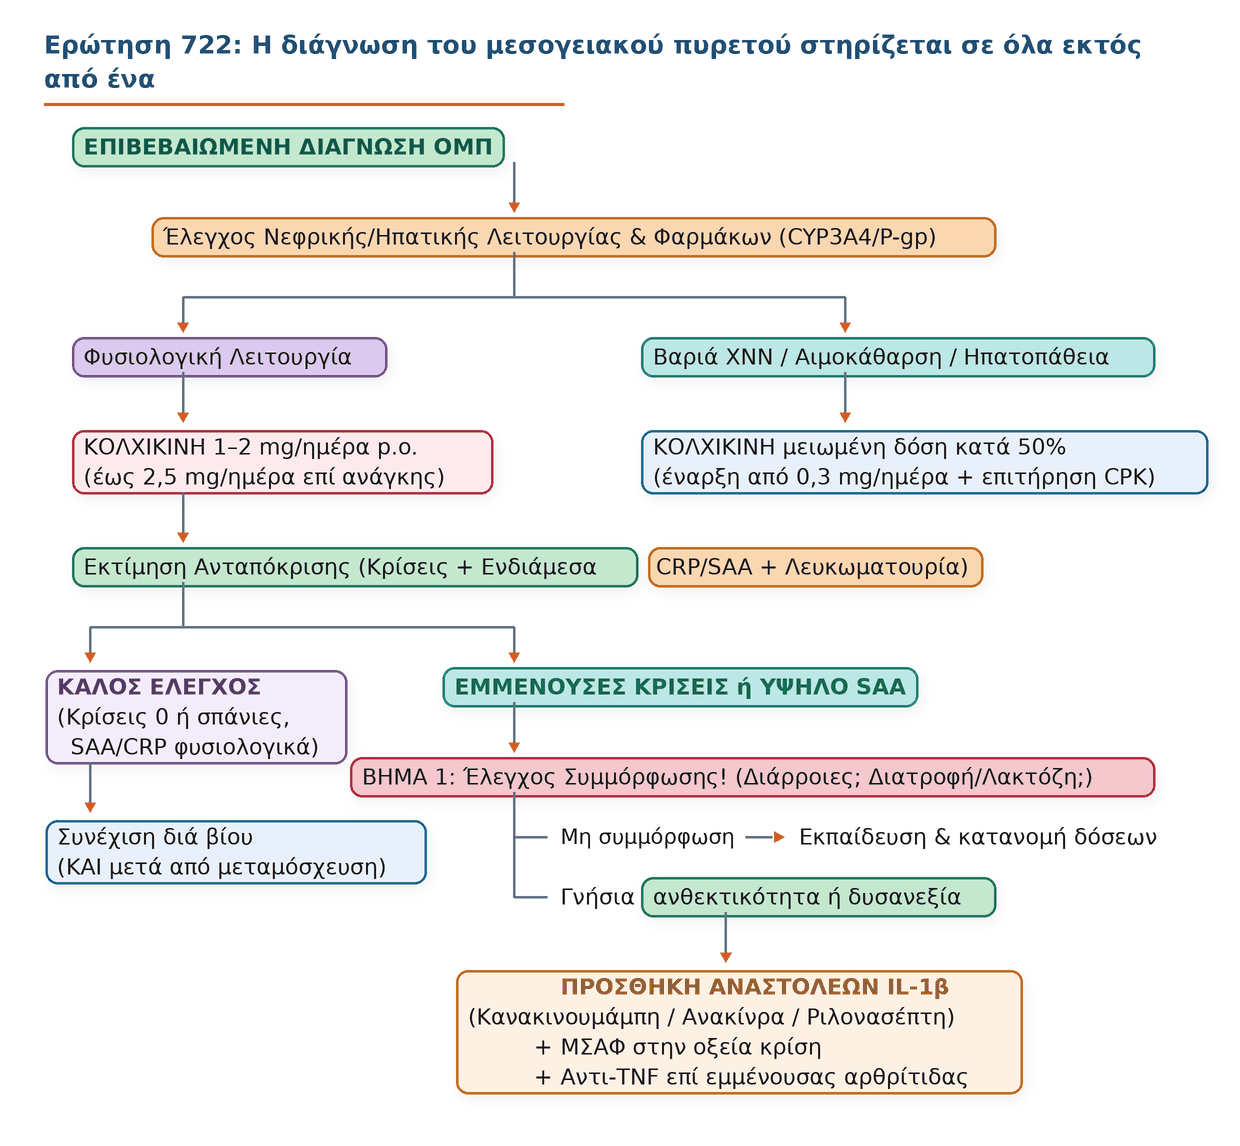 Ερώτηση 722: Η διάγνωση του μεσογειακού πυρετού στηρίζεται σε όλα εκτός
από ένα
ΕΠΙΒΕΒΑΙΩΜΕΝΗ ΔΙΑΓΝΩΣΗ ΟΜΠ
Έλεγχος Νεφρικής/Ηπατικής Λειτουργίας & Φαρμάκων (CYP3A4/P-gp)
Φυσιολογική Λειτουργία
Βαριά ΧΝΝ / Αιμοκάθαρση / Ηπατοπάθεια
ΚΟΛΧΙΚΙΝΗ 1–2 mg/ημέρα p.o.
(έως 2,5 mg/ημέρα επί ανάγκης)
ΚΟΛΧΙΚΙΝΗ μειωμένη δόση κατά 50%
(έναρξη από 0,3 mg/ημέρα + επιτήρηση CPK)
Εκτίμηση Ανταπόκρισης (Κρίσεις + Ενδιάμεσα
CRP/SAA + Λευκωματουρία)
ΚΑΛΟΣ ΕΛΕΓΧΟΣ
(Κρίσεις 0 ή σπάνιες,
SAA/CRP φυσιολογικά)
ΕΜΜΕΝΟΥΣΕΣ ΚΡΙΣΕΙΣ ή ΥΨΗΛΟ SAA
ΒΗΜΑ 1: Έλεγχος Συμμόρφωσης! (Διάρροιες; Διατροφή/Λακτόζη;)
Συνέχιση διά βίου
(ΚΑΙ μετά από μεταμόσχευση)
Μη συμμόρφωση
Εκπαίδευση & κατανομή δόσεων
Γνήσια ανθεκτικότητα ή δυσανεξία
ΠΡΟΣΘΗΚΗ ΑΝΑΣΤΟΛΕΩΝ IL-1β
(Κανακινουμάμπη / Ανακίνρα / Ριλονασέπτη)
+ ΜΣΑΦ στην οξεία κρίση
+ Αντι-TNF επί εμμένουσας αρθρίτιδας